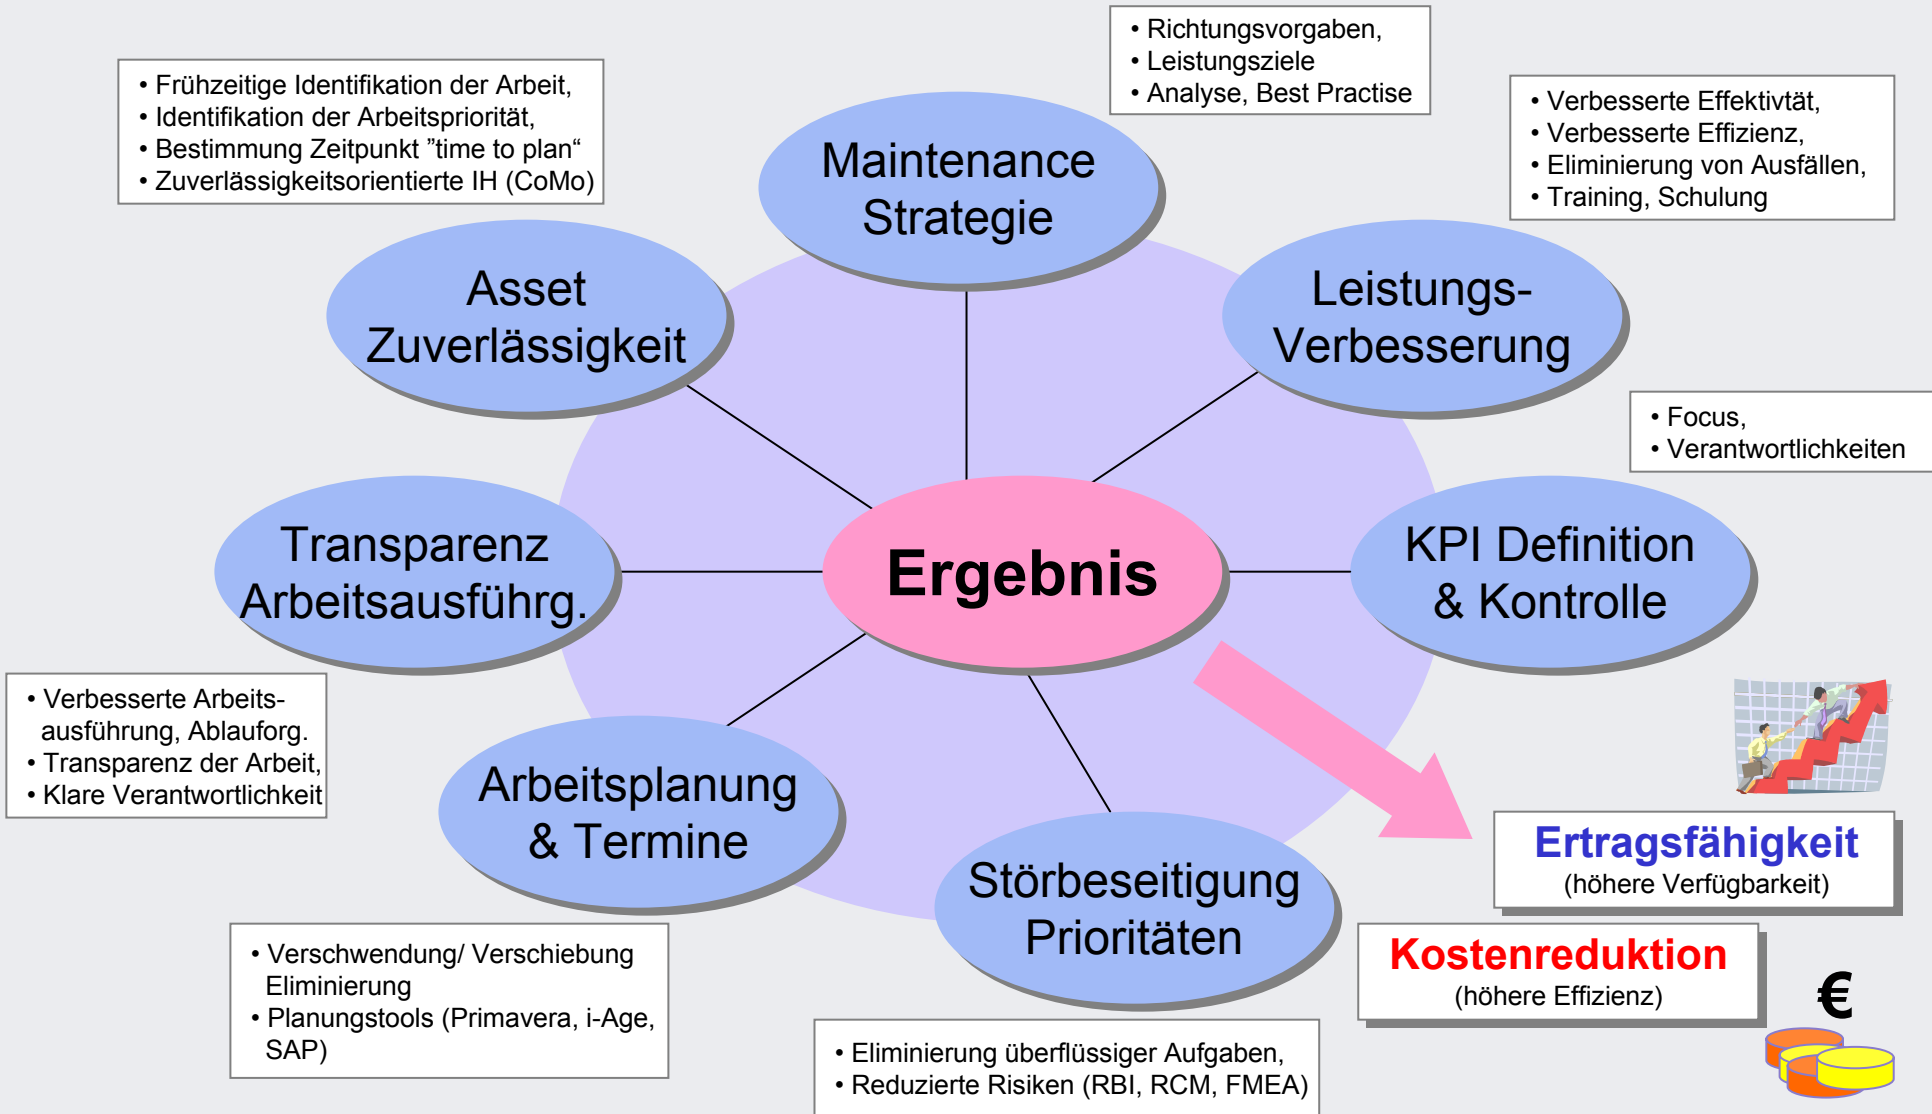 • Richtungsvorgaben,
• Leistungsziele
• Analyse, Best Practise
• Frühzeitige Identifikation der Arbeit,
• Identifikation der Arbeitspriorität,
• Bestimmung Zeitpunkt ”time to plan“
• Zuverlässigkeitsorientierte IH (CoMo)
• Verbesserte Effektivtät,
• Verbesserte Effizienz,
• Eliminierung von Ausfällen,
• Training, Schulung
Maintenance
Strategie
Asset
Zuverlässigkeit
Leistungs-
Verbesserung
• Focus,
• Verantwortlichkeiten
Transparenz
Arbeitsausführg.
Ergebnis
KPI Definition
& Kontrolle
• Verbesserte Arbeits-
ausführung, Ablauforg.
• Transparenz der Arbeit,
• Klare Verantwortlichkeit
Arbeitsplanung
& Termine
Störbeseitigung
Prioritäten
Ertragsfähigkeit
(höhere Verfügbarkeit)
Kostenreduktion
(höhere Effizienz)
€
• Verschwendung/ Verschiebung
Eliminierung
• Planungstools (Primavera, i-Age,
SAP)
• Eliminierung überflüssiger Aufgaben,
• Reduzierte Risiken (RBI, RCM, FMEA)